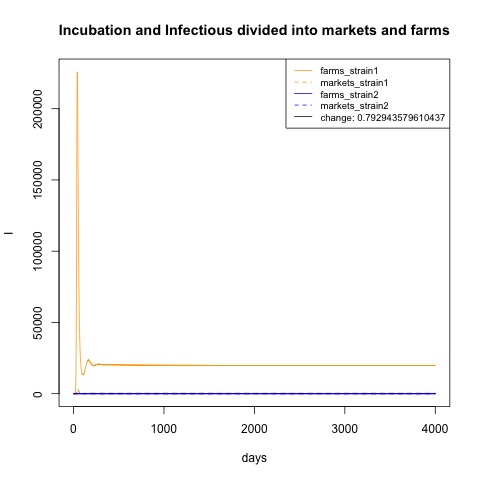 Incubation and Infectious divided into markets and farms
farms_strain1
markets_strain1
farms_strain2
markets_strain2
change: 0.792943579610437
200000
150000
100000
50000
0
I
0 1000 2000 3000 4000
days